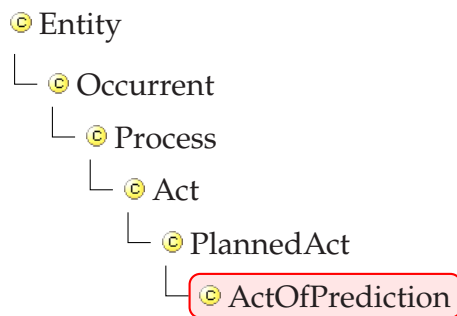 © Entity
© Occurrent
© Process
© Act
© PlannedAct
© ActOfPrediction